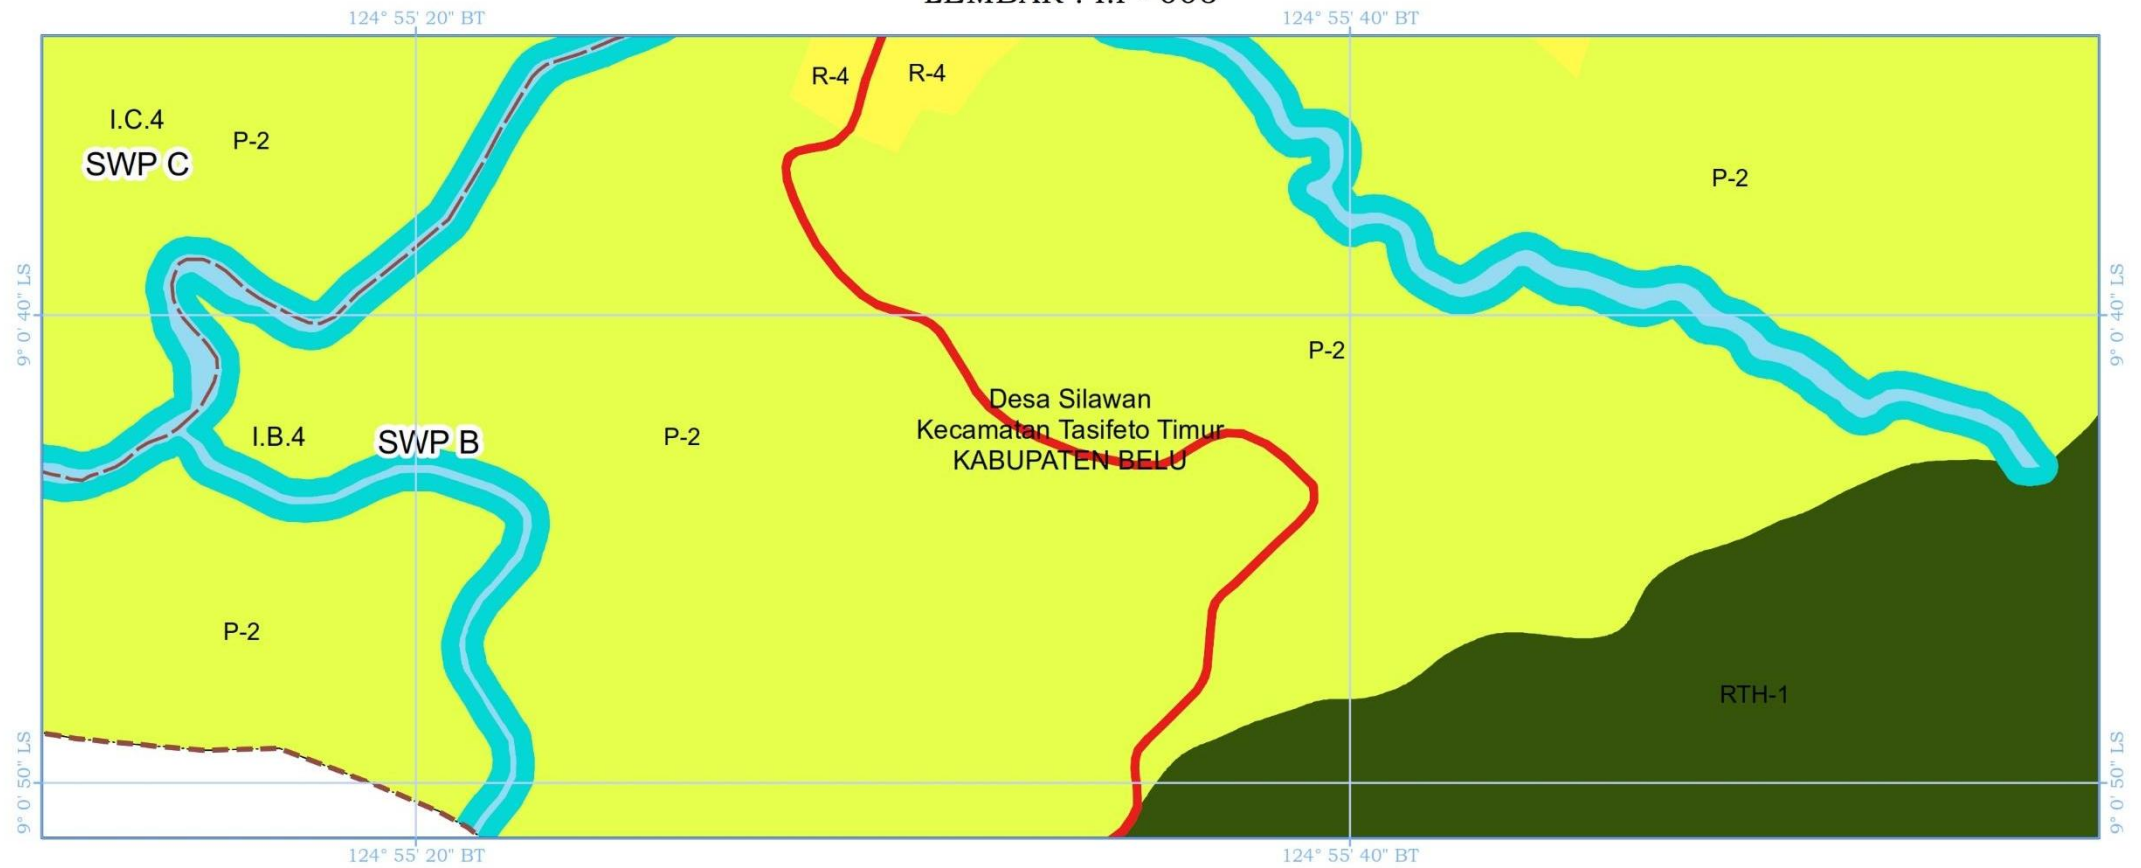 124° 55' 20" BT
124° 55' 40" BT
R-4
R-4
I.C.4
P-2
SWP C
P-2
9° 0' 40" LS
9° 0' 40" LS
P-2
Desa Silawan
Kecamatan Tasifeto Timur
KABUPATEN BELU
I.B.4
SWP B
P-2
P-2
RTH-1
9° 0' 50" LS
9° 0' 50" LS
124° 55' 20" BT
124° 55' 40" BT